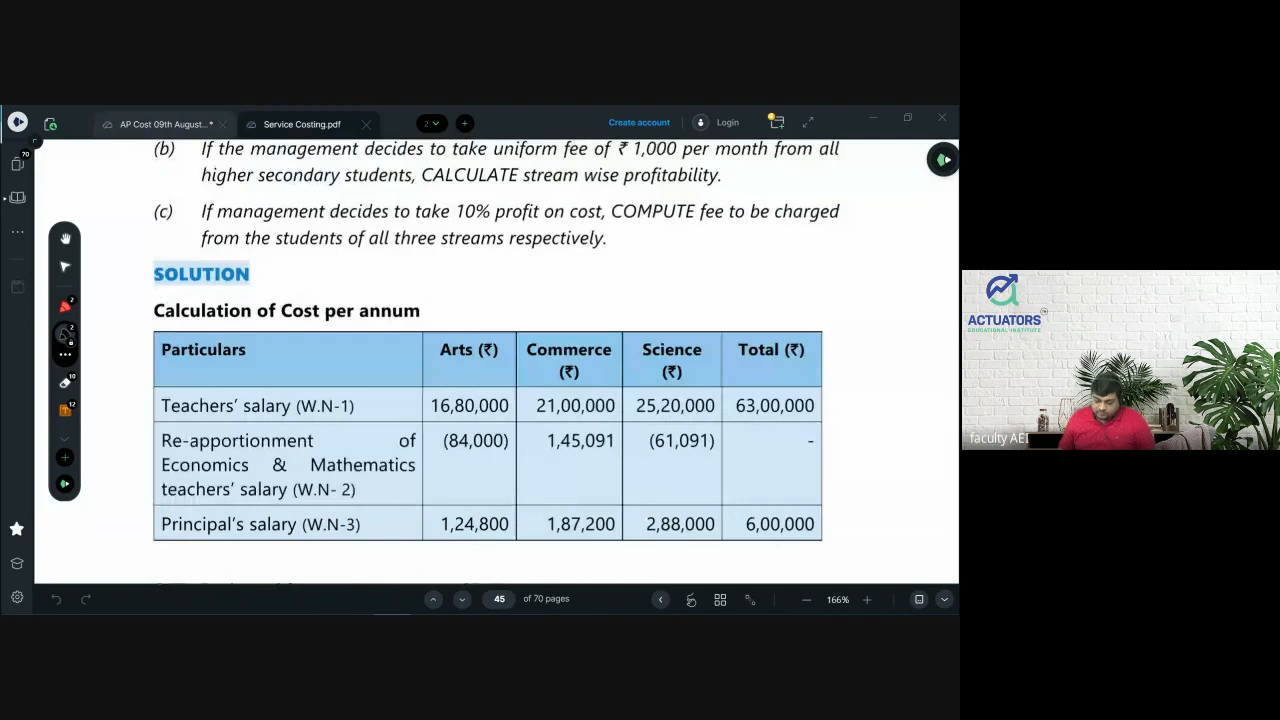 AP Cost 09th August...*
Service Costing.pdf
2
Create account
Login
70
(b) If the management decides to take uniform fee of ₹ 1,000 per month from all
higher secondary students, CALCULATE stream wise profitability.
(c) If management decides to take 10% profit on cost, COMPUTE fee to be charged
from the students of all three streams respectively.
SOLUTION
Calculation of Cost per annum
Particulars Arts (₹) Commerce (₹) Science (₹) Total (₹)
Teachers' salary (W.N-1) 16,80,000 21,00,000 25,20,000 63,00,000
Re-apportionment of (84,000) 1,45,091 (61,091) -
Economics & Mathematics
teachers' salary (W.N- 2)
Principal's salary (W.N-3) 1,24,800 1,87,200 2,88,000 6,00,000
2
2
10
12
45 of 70 pages
166%
ACTUATORS
EDUCATIONAL INSTITUTE
faculty AEI